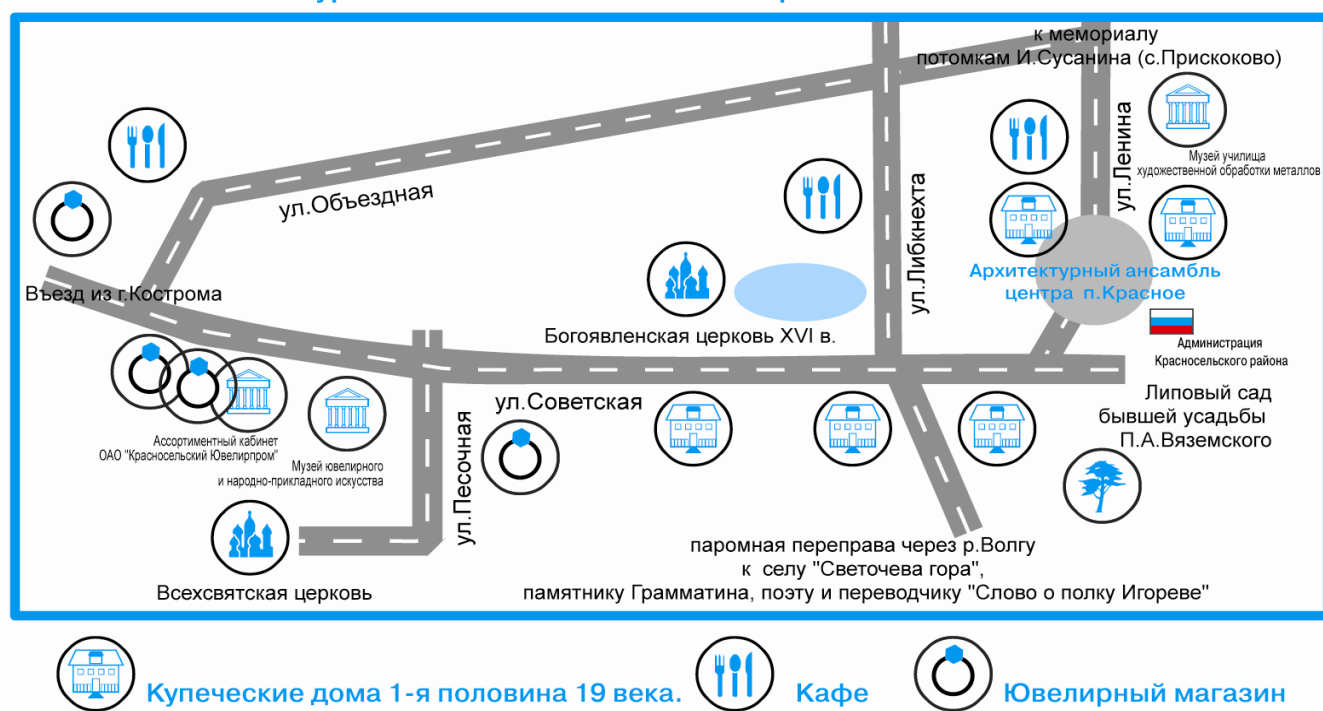 к мемориалу
потомкам И.Сусанина (с.Прискоково)
Музей училища
художественной обработки металлов
ул.Ленина
ул.Объездная
ул.Либкнехта
Архитектурный ансамбль
центра п.Красное
Въезд из г.Кострома
Богоявленская церковь XVI в.
Администрация
Красносельского района
ул.Советская
Липовый сад
бывшей усадьбы
П.А.Вяземского
Ассортиментный кабинет
ОАО "Красносельский Ювелирпром"
Музей ювелирного
и народно-прикладного искусства
ул.Песочная
паромная переправа через р.Волгу
к селу "Светочева гора",
памятнику Грамматина, поэту и переводчику "Слово о полку Игореве"
Всехсвятская церковь
Купеческие дома 1-я половина 19 века.
Кафе
Ювелирный магазин